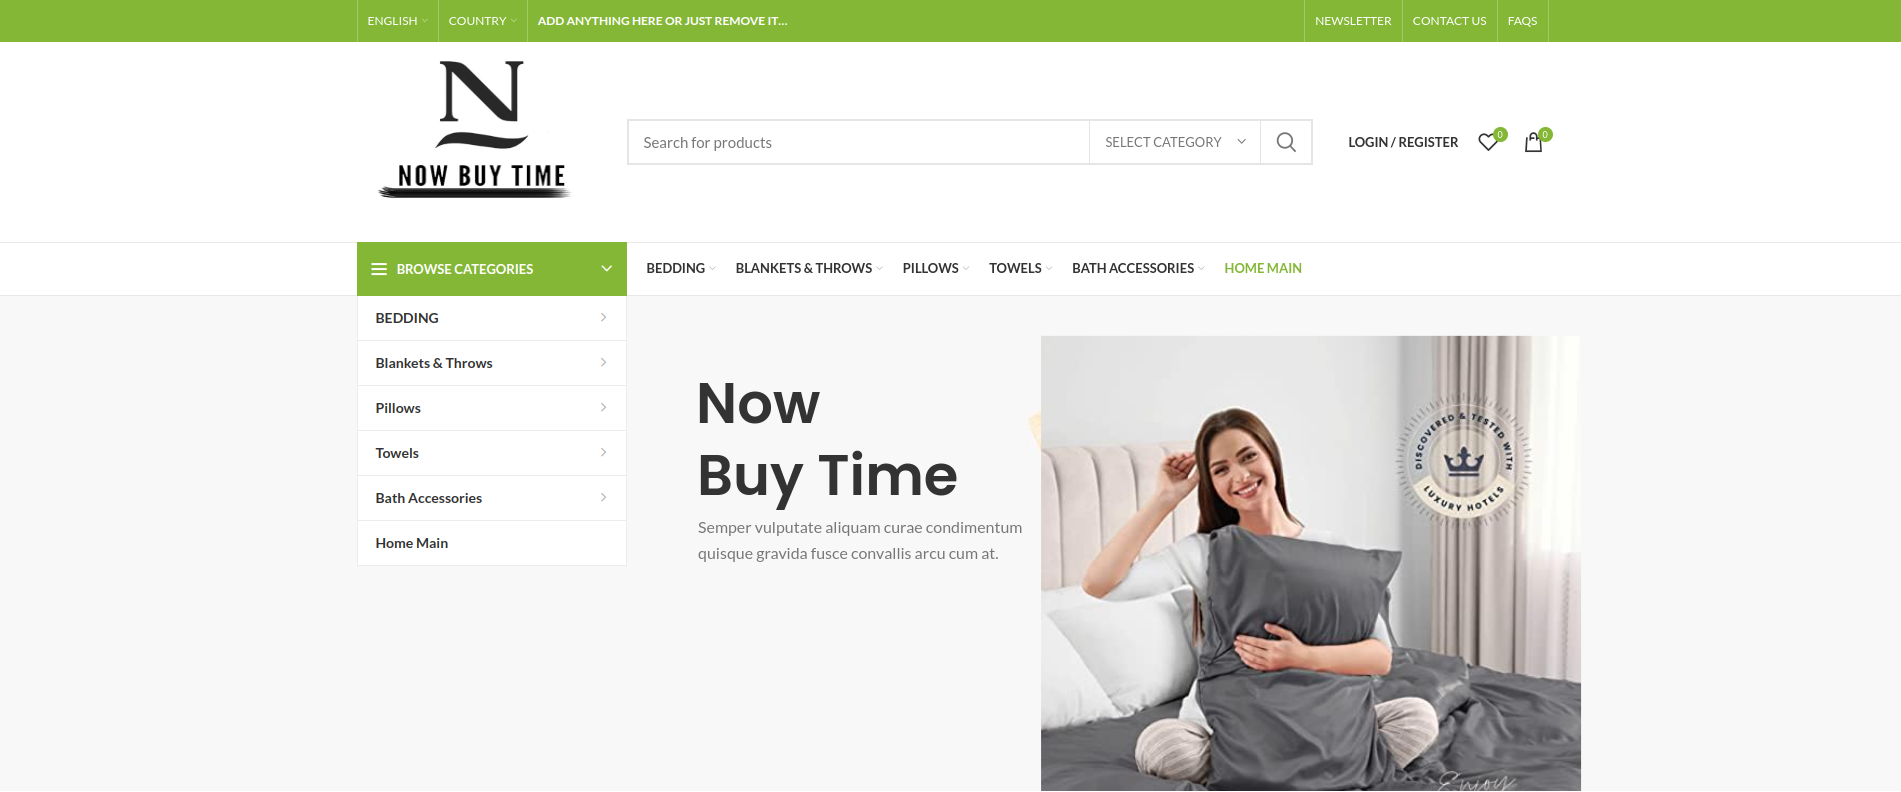 ENGLISH
COUNTRY
ADD ANYTHING HERE OR JUST REMOVE IT...
NEWSLETTER
CONTACT US
FAQS
N
NOW BUY TIME
Search for products
SELECT CATEGORY
LOGIN / REGISTER
0
0
BROWSE CATEGORIES
BEDDING
BLANKETS & THROWS
PILLOWS
TOWELS
BATH ACCESSORIES
HOME MAIN
BEDDING
Blankets & Throws
Pillows
Towels
Bath Accessories
Home Main
Now
Buy Time
Semper vulputate aliquam curae condimentum
quisque gravida fusce convallis arcu cum at.
DISCOVERED & TESTED WITH
LUXURY HOTELS
Enjoy